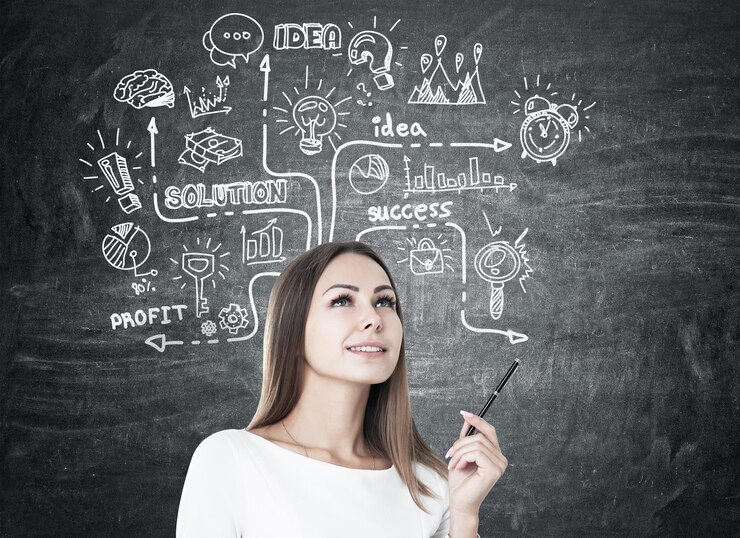 IDEA
idea
SOLUTION
success
80%
PROFIT